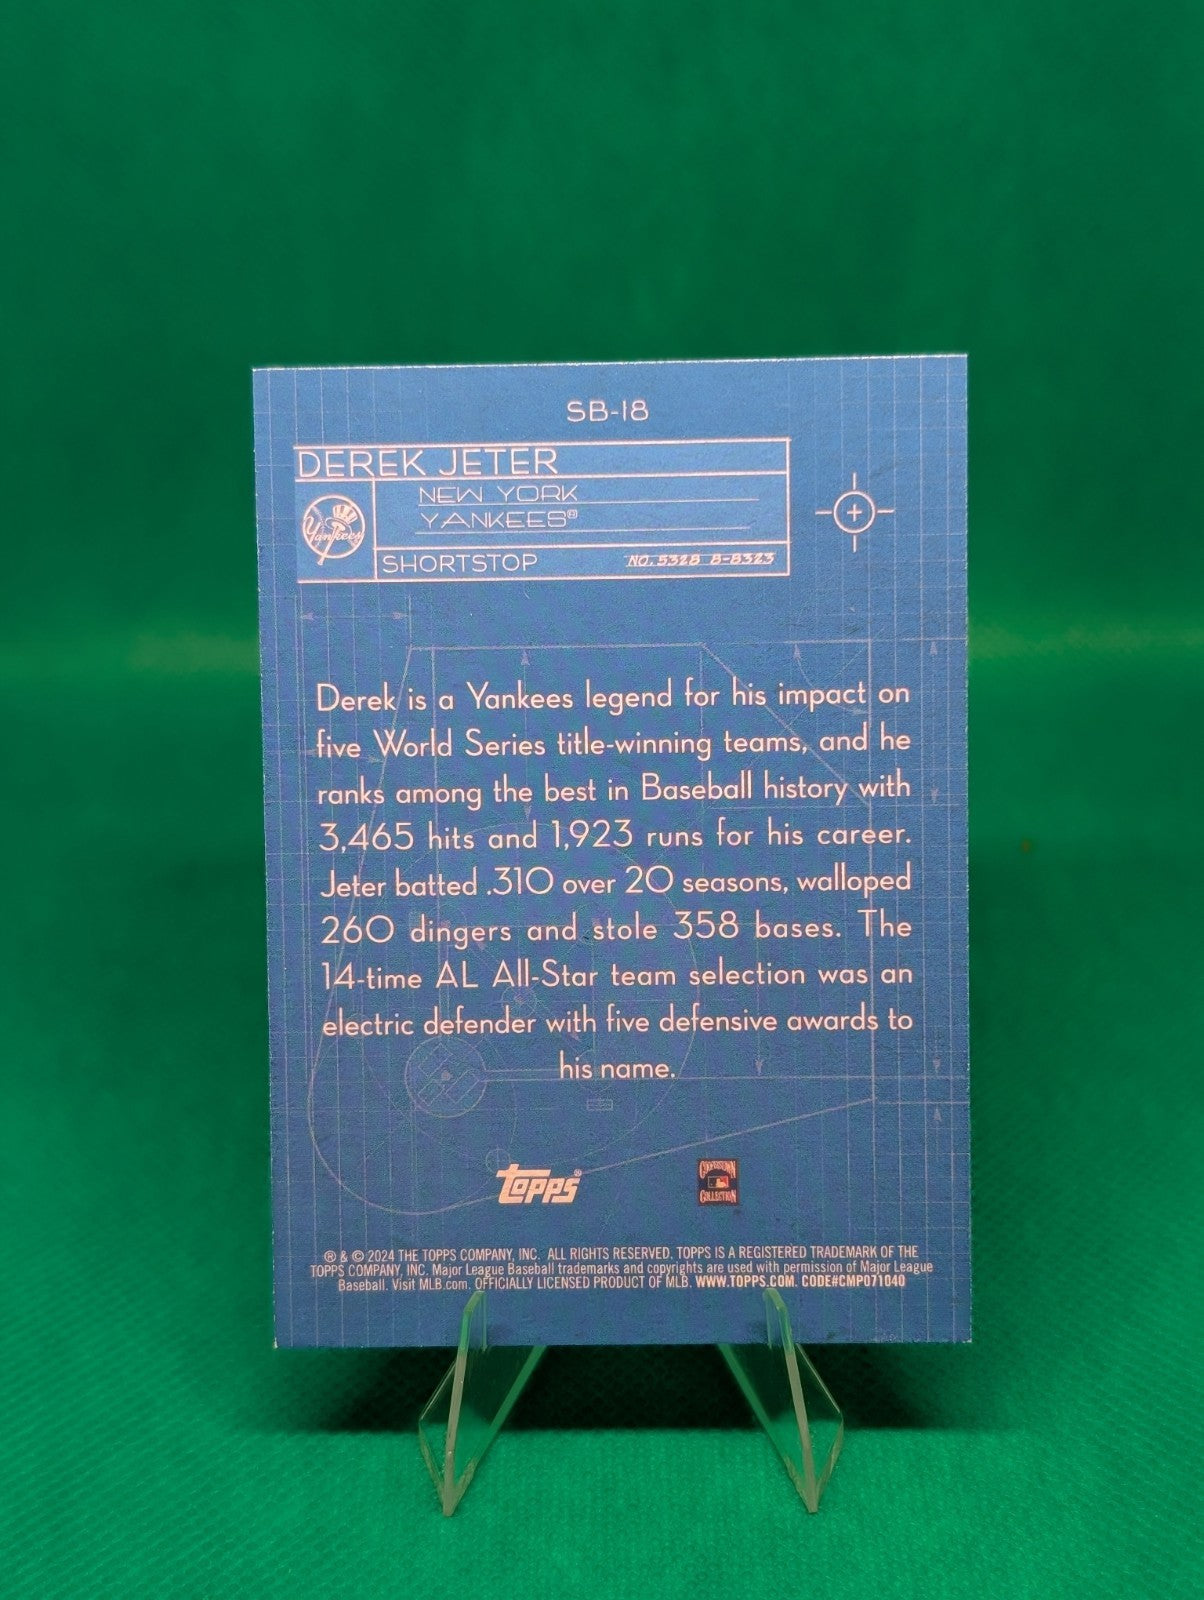 SB-18
DEREK JETER
NEW YORK
YANKEES®
Yankees
SHORTSTOP
NO. 5328 B-8323
Derek is a Yankees legend for his impact on
five World Series title-winning teams, and he
ranks among the best in Baseball history with
3,465 hits and 1,923 runs for his career.
Jeter batted .310 over 20 seasons, walloped
260 dingers and stole 358 bases. The
14-time AL All-Star team selection was an
electric defender with five defensive awards to
his name.
TOPPS®
COOPERSTOWN
COLLECTION
® & © 2024 THE TOPPS COMPANY, INC. ALL RIGHTS RESERVED. TOPPS IS A REGISTERED TRADEMARK OF THE
TOPPS COMPANY, INC. Major League Baseball trademarks and copyrights are used with permission of Major League
Baseball. Visit MLB.com. OFFICIALLY LICENSED PRODUCT OF MLB. WWW.TOPPS.COM. CODE#CMP071040